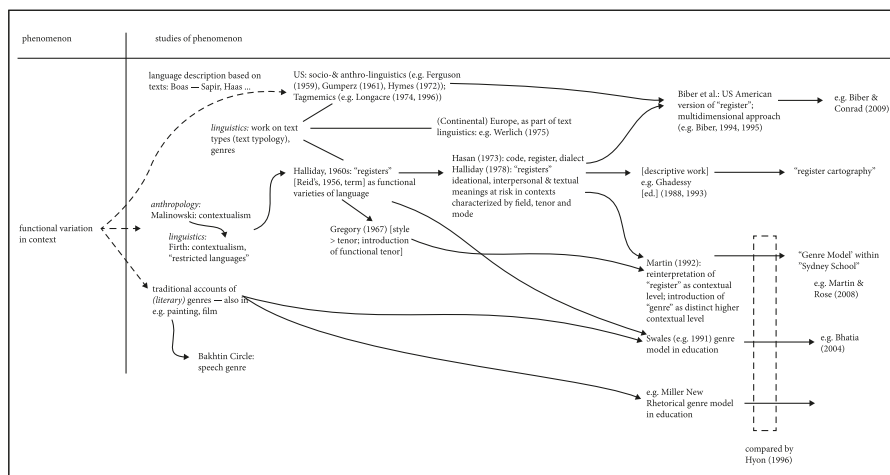 phenomenon
studies of phenomenon
language description based on
texts: Boas — Sapir, Haas ...
US: socio-& anthro-linguistics (e.g. Ferguson
(1959), Gumperz (1961), Hymes (1972));
Tagmemics (e.g. Longacre (1974, 1996))
Biber et al.: US American
version of “register”;
multidimensional approach
(e.g. Biber, 1994, 1995)
e.g. Biber &
Conrad (2009)
linguistics: work on text
types (text typology),
genres
(Continental) Europe, as part of text
linguistics: e.g. Werlich (1975)
Halliday, 1960s: “registers”
[Reid’s, 1956, term] as functional
varieties of language
Hasan (1973): code, register, dialect
Halliday (1978): “registers”
ideational, interpersonal & textual
meanings at risk in contexts
characterized by field, tenor and
mode
[descriptive work]
e.g. Ghadessy
[ed.] (1988, 1993)
“register cartography”
anthropology:
Malinowski: contextualism
linguistics:
Firth: contextualism,
“restricted languages”
functional variation
in context
Gregory (1967) [style
> tenor; introduction
of functional tenor]
Martin (1992):
reinterpretation of
“register” as contextual
level; introduction of
“genre” as distinct higher
contextual level
"Genre Model’ within
"Sydney School”
e.g. Martin &
Rose (2008)
traditional accounts of
(literary) genres — also in
e.g. painting, film
Bakhtin Circle:
speech genre
Swales (e.g. 1991) genre
model in education
e.g. Bhatia
(2004)
e.g. Miller New
Rhetorical genre model
in education
compared by
Hyon (1996)